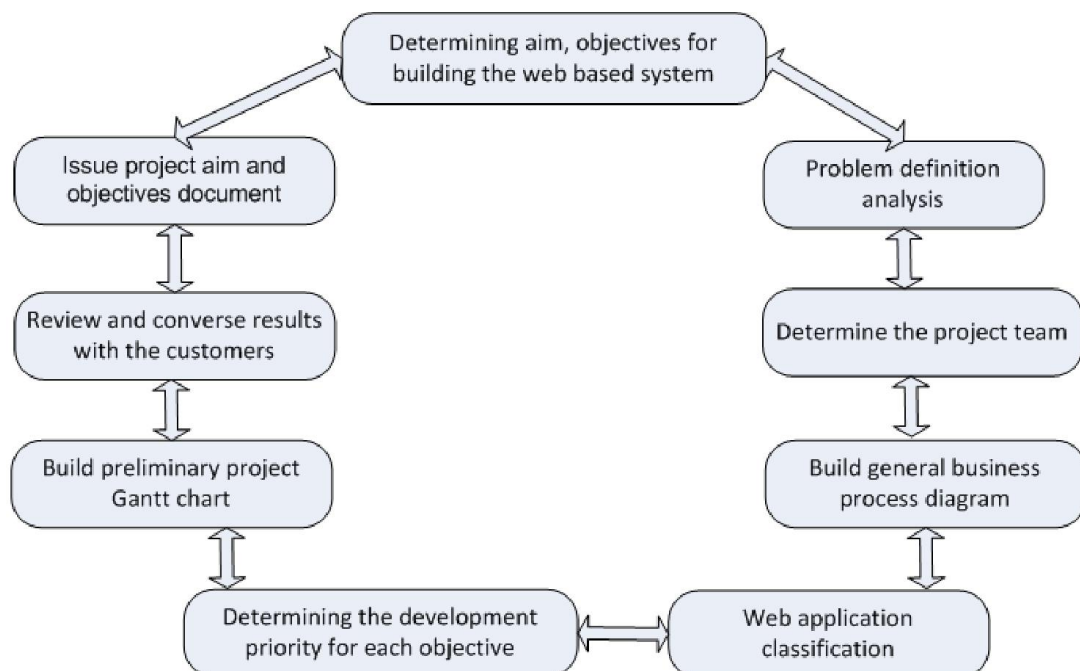 Determining aim, objectives for
building the web based system
Issue project aim and
objectives document
Problem definition
analysis
Review and converse results
with the customers
Determine the project team
Build preliminary project
Gantt chart
Build general business
process diagram
Determining the development
priority for each objective
Web application
classification